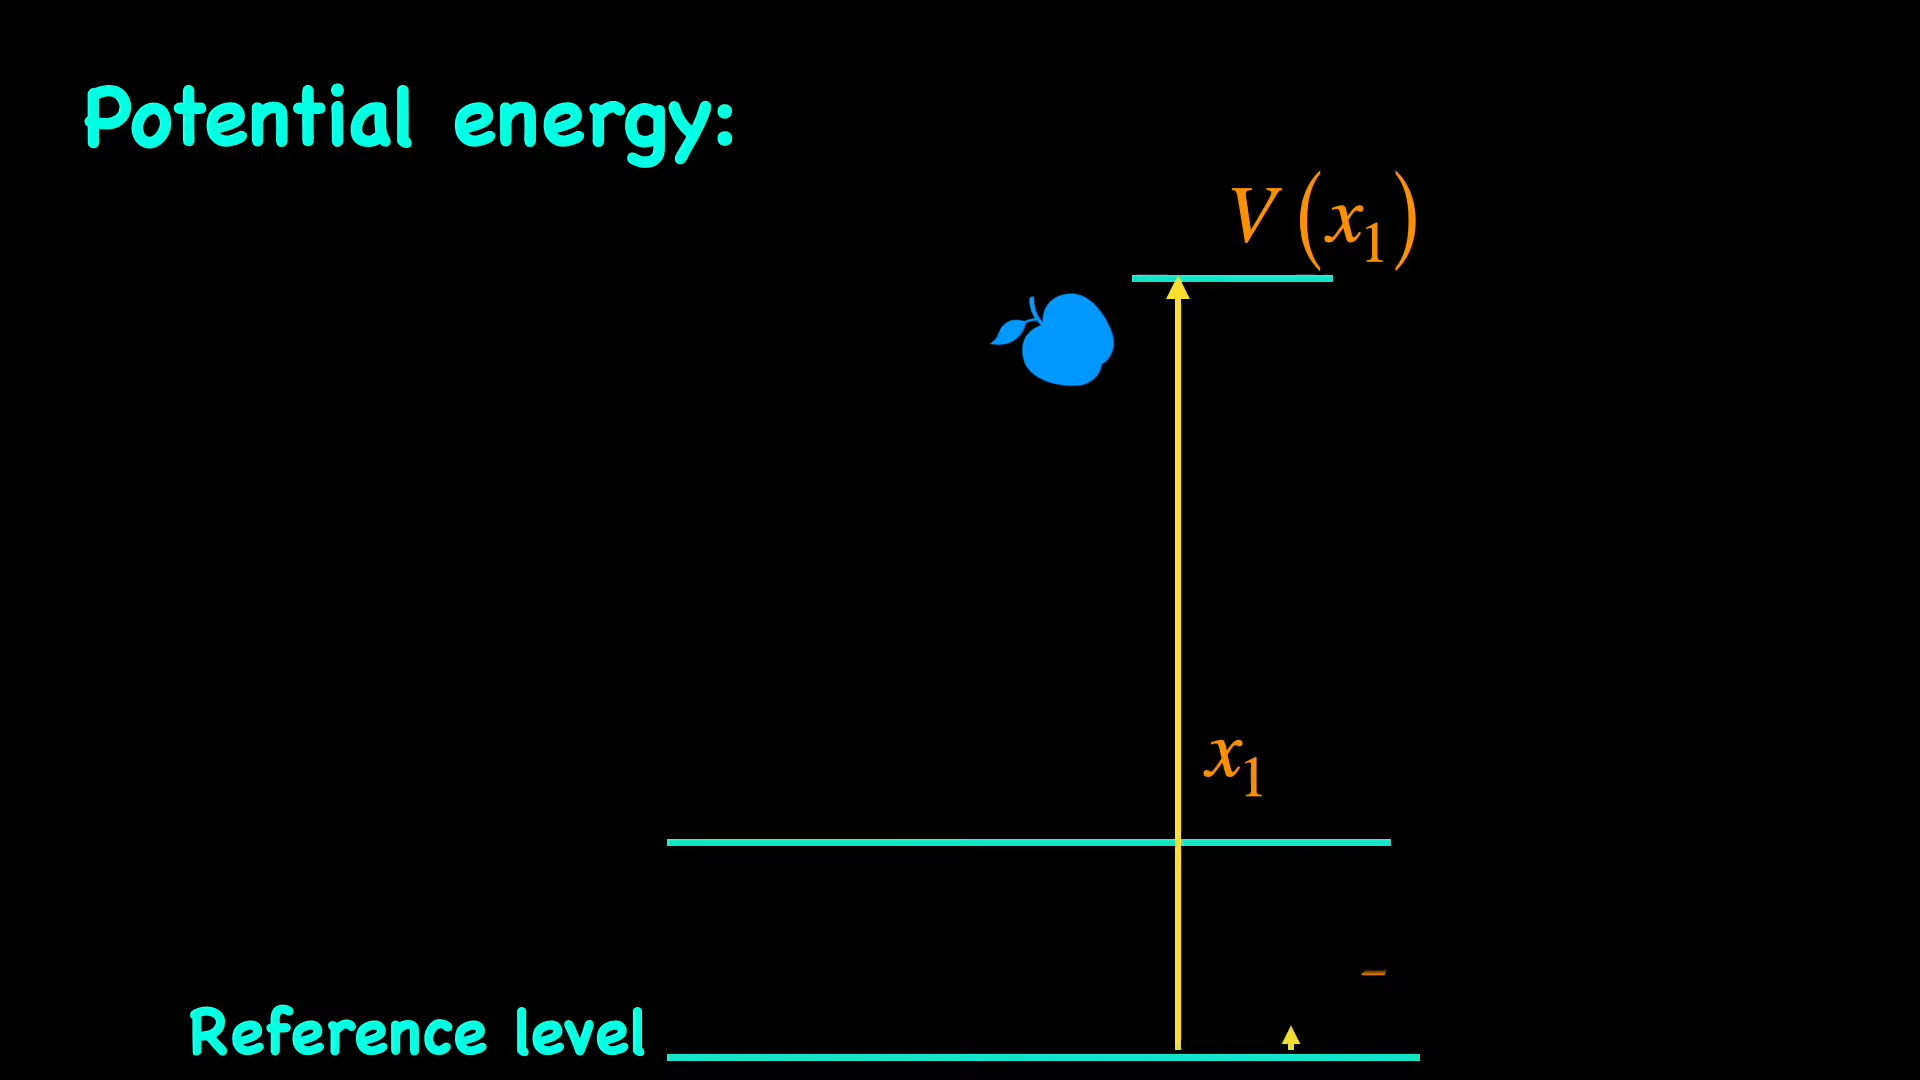 Potential energy:
V(x₁)
x₁
Reference level